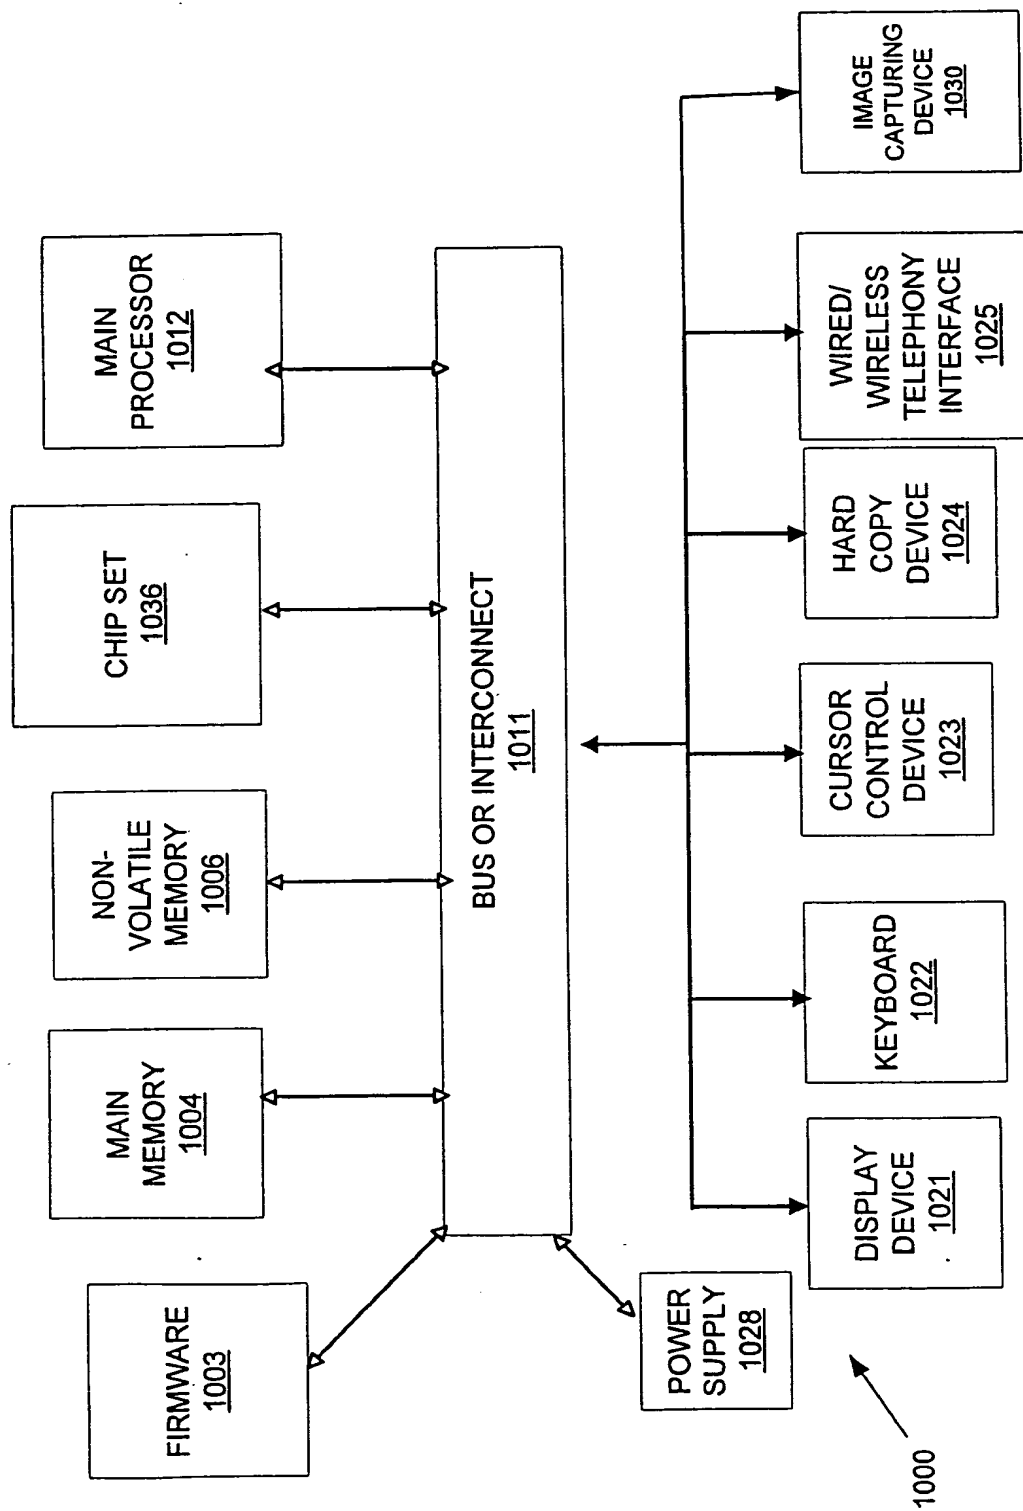 FIRMWARE
1003
MAIN
MEMORY
1004
NON-
VOLATILE
MEMORY
1006
CHIP SET
1036
MAIN
PROCESSOR
1012
BUS OR INTERCONNECT
1011
POWER
SUPPLY
1028
DISPLAY
DEVICE
1021
KEYBOARD
1022
CURSOR
CONTROL
DEVICE
1023
HARD
COPY
DEVICE
1024
WIRED/
WIRELESS
TELEPHONY
INTERFACE
1025
IMAGE
CAPTURING
DEVICE
1030
1000